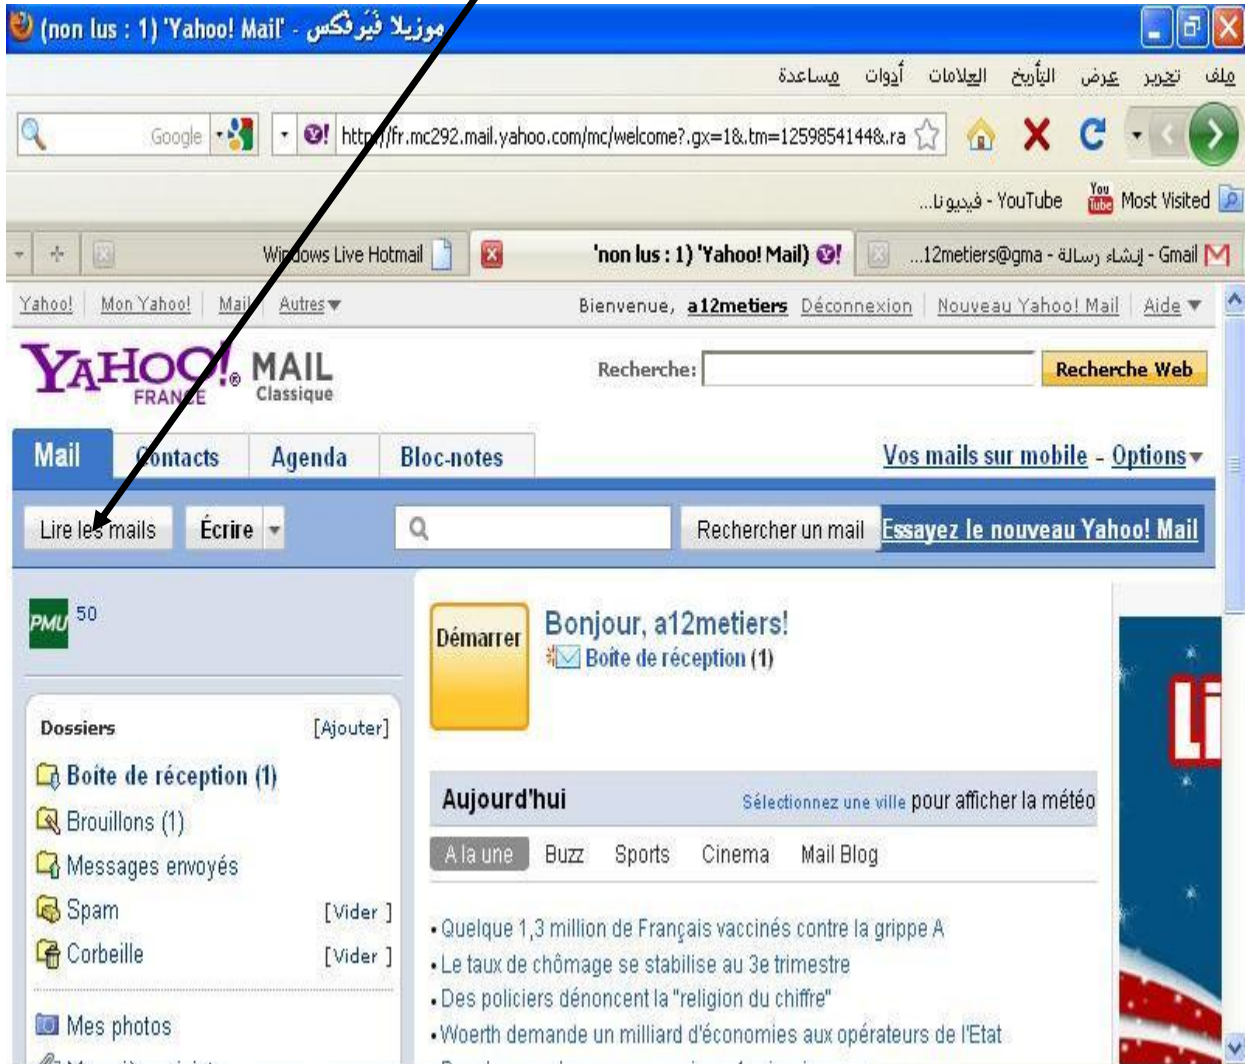 (non lus : 1) 'Yahoo! Mail' - موزيلا فَيَرفُكس
ملف تحرير عرض التأريخ العلامات أدوات مساعدة
Google http://fr.mc292.mail.yahoo.com/mc/welcome?.gx=1&.tm=1259854144&.ra
Most Visited You Tube YouTube - فيديو نا...
Gmail - إنشاء رسالة - 12metiers@gma... 'non lus : 1) 'Yahoo! Mail) Windows Live Hotmail
Yahoo! Mon Yahoo! Mail Autres Bienvenue, a12metiers Déconnexion Nouveau Yahoo! Mail Aide
YAHOO!® MAIL
FRANCE Classique
Recherche: Recherche Web
Mail Contacts Agenda Bloc-notes Vos mails sur mobile - Options
Lire les mails Écrire Rechercher un mail Essayez le nouveau Yahoo! Mail
PMU 50
Démarrer
Bonjour, a12metiers!
Boîte de réception (1)
Dossiers [Ajouter]
Boîte de réception (1)
Brouillons (1)
Messages envoyés
Spam [Vider ]
Corbeille [Vider ]
Mes photos
Aujourd'hui Sélectionnez une ville pour afficher la météo
A la une Buzz Sports Cinema Mail Blog
• Quelque 1,3 million de Français vaccinés contre la grippe A
• Le taux de chômage se stabilise au 3e trimestre
• Des policiers dénoncent la "religion du chiffre"
• Woerth demande un milliard d'économies aux opérateurs de l'Etat
Li